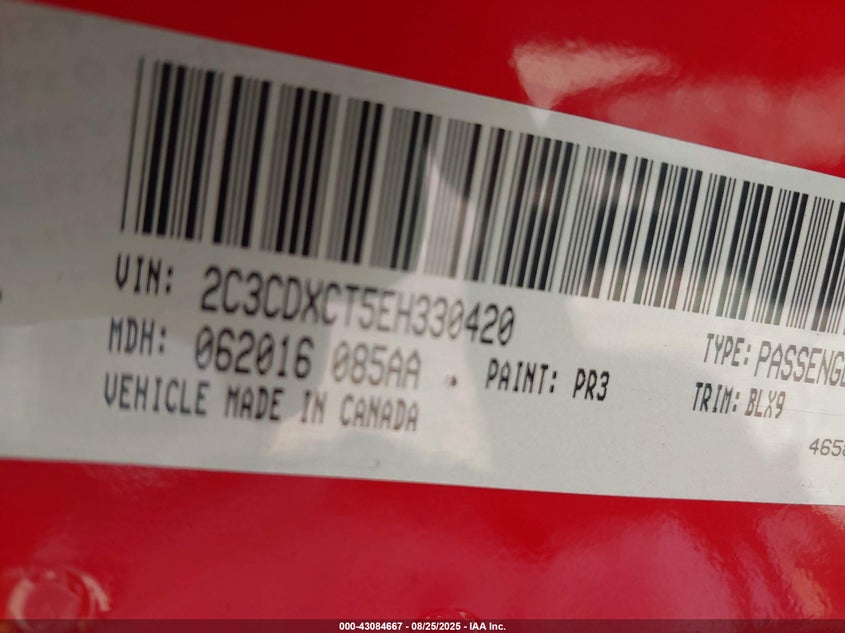 VIN: 2C3CDXCT5EH330420
MDH: 062016 085AA
PAINT: PR3
VEHICLE MADE IN CANADA
TYPE: PASSENGE
TRIM: BLX9
465
000-43084667 - 08/25/2025 - IAA Inc.